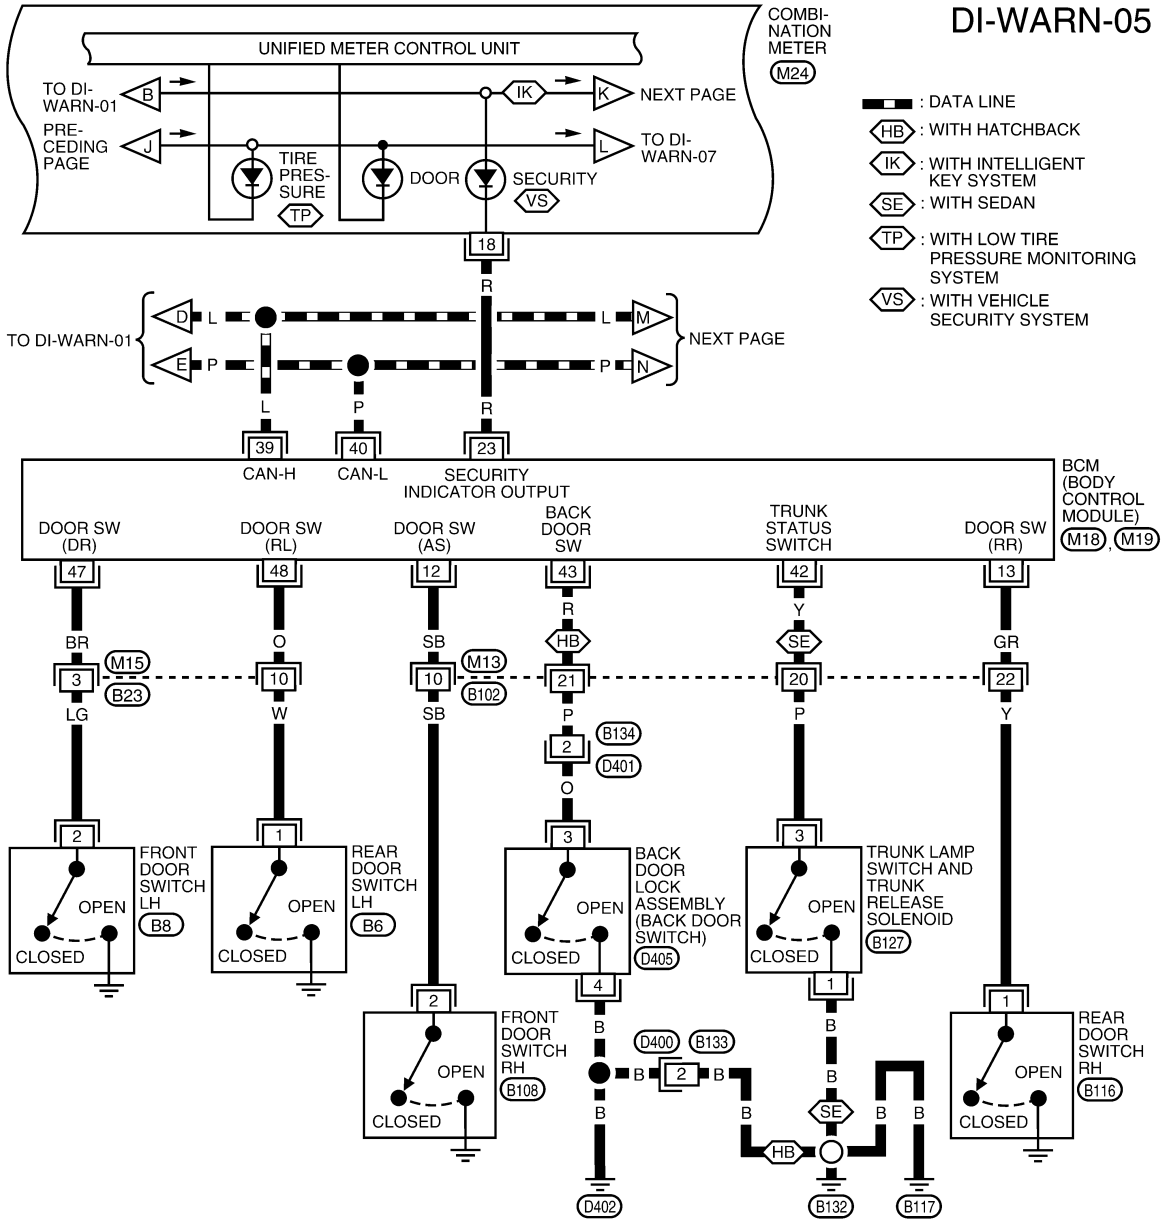 DI-WARN-05
COMBI-
NATION
METER
M24
UNIFIED METER CONTROL UNIT
TO DI-
WARN-01
B
IK
K
NEXT PAGE
PRE-
CEDING
PAGE
J
L
TO DI-
WARN-07
TIRE
PRES-
SURE
TP
DOOR
SECURITY
VS
: DATA LINE
HB : WITH HATCHBACK
IK : WITH INTELLIGENT
KEY SYSTEM
SE : WITH SEDAN
TP : WITH LOW TIRE
PRESSURE MONITORING
SYSTEM
VS : WITH VEHICLE
SECURITY SYSTEM
18
R
D L L M
TO DI-WARN-01
NEXT PAGE
E P P N
L P R
39 40 23
CAN-H CAN-L SECURITY
INDICATOR OUTPUT
BCM
(BODY
CONTROL
MODULE)
M18 , M19
DOOR SW
(DR)
DOOR SW
(RL)
DOOR SW
(AS)
BACK
DOOR
SW
TRUNK
STATUS
SWITCH
DOOR SW
(RR)
47 48 12 43 42 13
R Y
BR O SB HB SE GR
M15 M13
3 10 10 21 20 22
B23 B102
LG W SB P P Y
2
B134
D401
O
2 1 3 3
FRONT
DOOR
SWITCH
LH
B8
OPEN
CLOSED
REAR
DOOR
SWITCH
LH
B6
OPEN
CLOSED
BACK
DOOR
LOCK
ASSEMBLY
(BACK DOOR
SWITCH)
D405
OPEN
CLOSED
TRUNK LAMP
SWITCH AND
TRUNK
RELEASE
SOLENOID
B127
OPEN
CLOSED
2 4 1 1
FRONT
DOOR
SWITCH
RH
B108
OPEN
CLOSED
REAR
DOOR
SWITCH
RH
B116
OPEN
CLOSED
B B
D400 B133
B 2 B B
B B SE B B
HB
D402 B132 B117